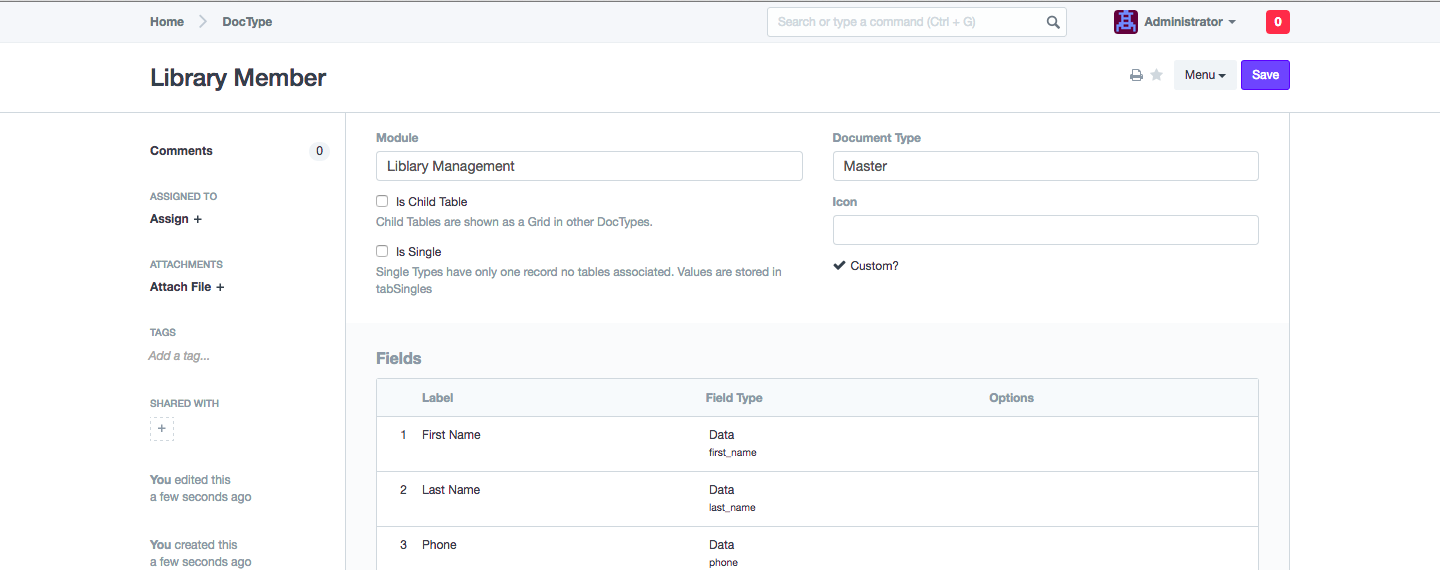 Home DocType Search or type a command (Ctrl + G) Administrator 0
Library Member Menu Save
Comments 0
ASSIGNED TO
Assign +
ATTACHMENTS
Attach File +
TAGS
Add a tag...
SHARED WITH
+
You edited this
a few seconds ago
You created this
a few seconds ago
Module
Liblary Management
Is Child Table
Child Tables are shown as a Grid in other DocTypes.
Is Single
Single Types have only one record no tables associated. Values are stored in
tabSingles
Document Type
Master
Icon
Custom?
Fields
Label Field Type Options
1 First Name Data
first_name
2 Last Name Data
last_name
3 Phone Data
phone